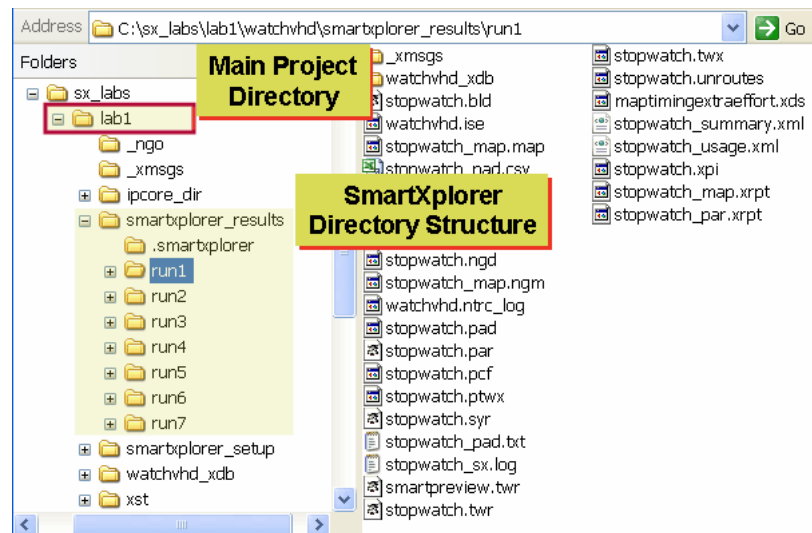 Address C:\sx_labs\lab1\watchvhd\smartxplorer_results\run1 Go
Folders
Main Project
Directory
sx_labs
lab1
_ngo
_xmsgs
ipcore_dir
smartxplorer_results
.smartxplorer
run1
run2
run3
run4
run5
run6
run7
smartxplorer_setup
watchvhd_xdb
xst
SmartXplorer
Directory Structure
_xmsgs
watchvhd_xdb
stopwatch.bld
watchvhd.ise
stopwatch_map.map
stopwatch_pad.csv
stopwatch.ngd
stopwatch_map.ngm
watchvhd.ntrc_log
stopwatch.pad
stopwatch.par
stopwatch.pcf
stopwatch.ptwx
stopwatch.syr
stopwatch_pad.txt
stopwatch_sx.log
smartpreview.twr
stopwatch.twr
stopwatch.twx
stopwatch.unroutes
maptimingextraeffort.xds
stopwatch_summary.xml
stopwatch_usage.xml
stopwatch.xpi
stopwatch_map.xrpt
stopwatch_par.xrpt